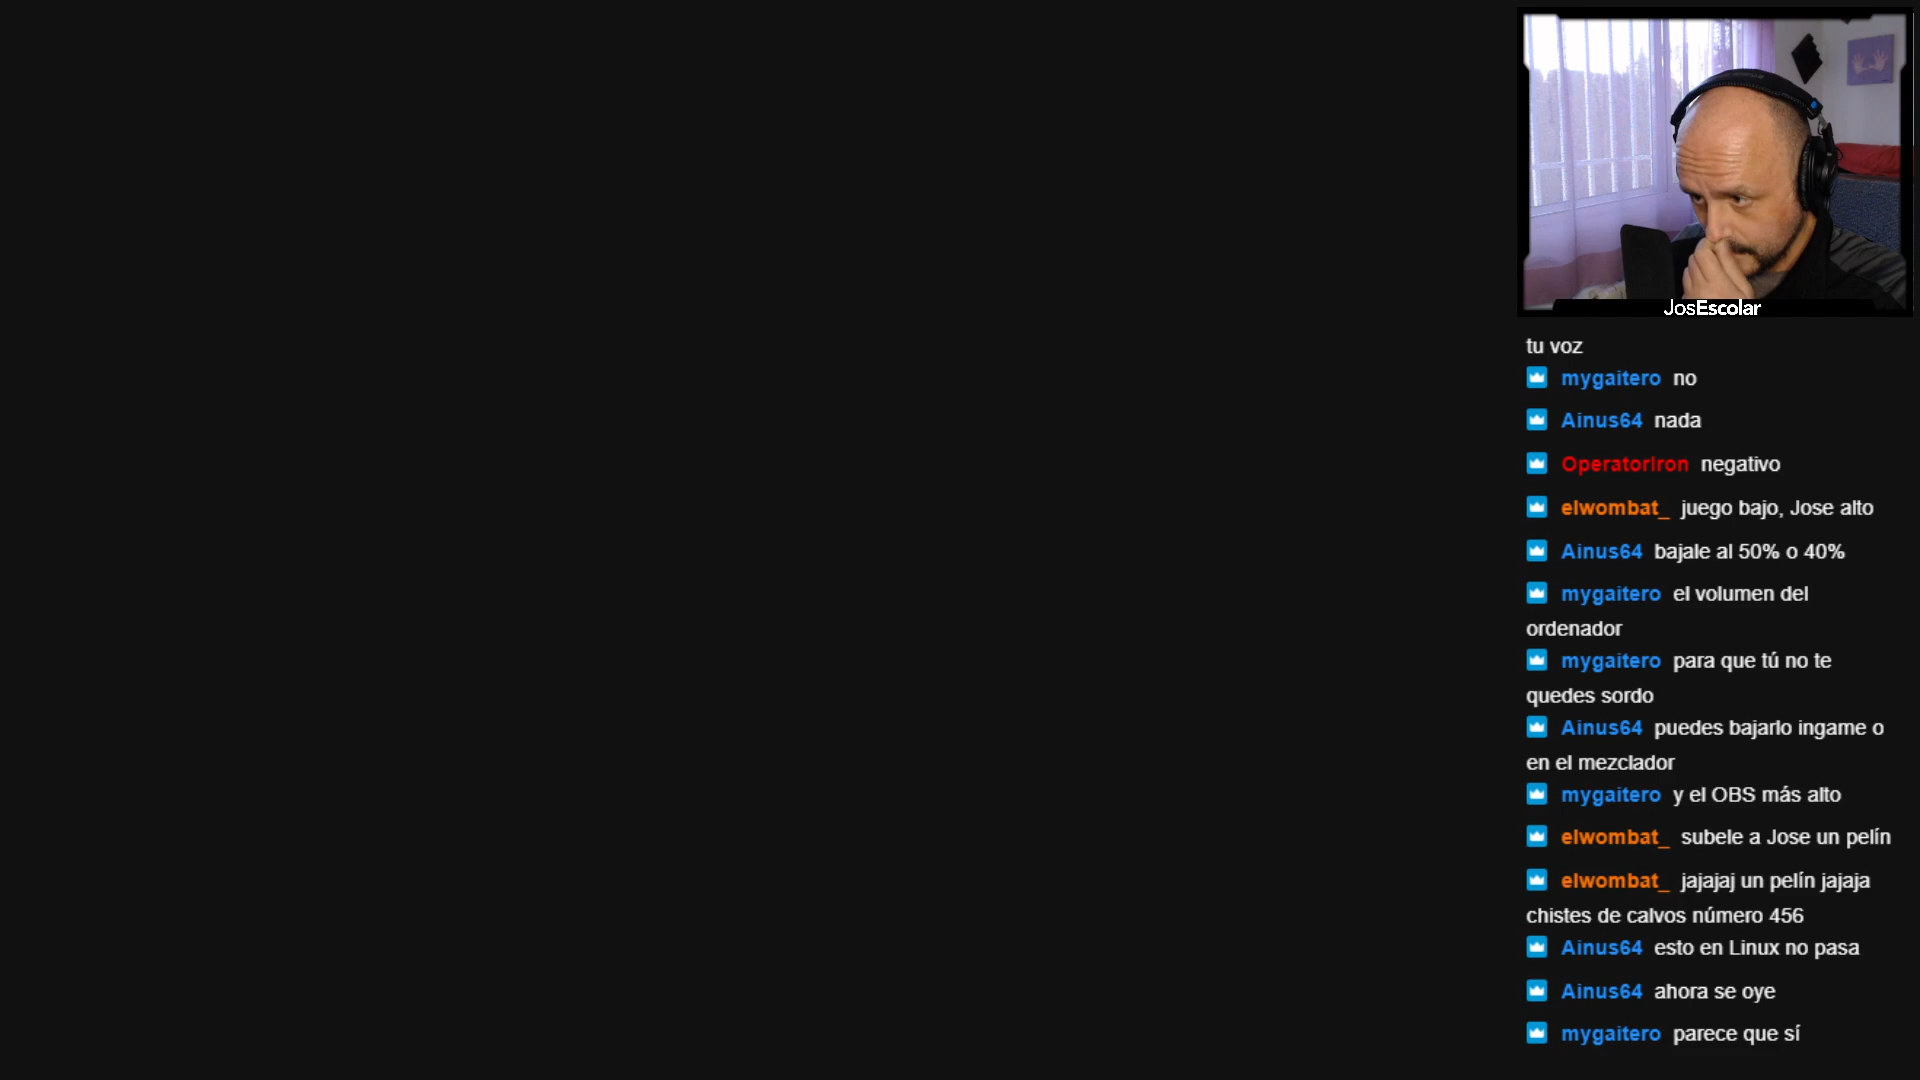 JosEscolar
tu voz
mygaitero no
Ainus64 nada
OperatorIron negativo
elwombat_ juego bajo, Jose alto
Ainus64 bajale al 50% o 40%
mygaitero el volumen del
ordenador
mygaitero para que tú no te
quedes sordo
Ainus64 puedes bajarlo ingame o
en el mezclador
mygaitero y el OBS más alto
elwombat_ subele a Jose un pelín
elwombat_ jajajaj un pelín jajaja
chistes de calvos número 456
Ainus64 esto en Linux no pasa
Ainus64 ahora se oye
mygaitero parece que sí